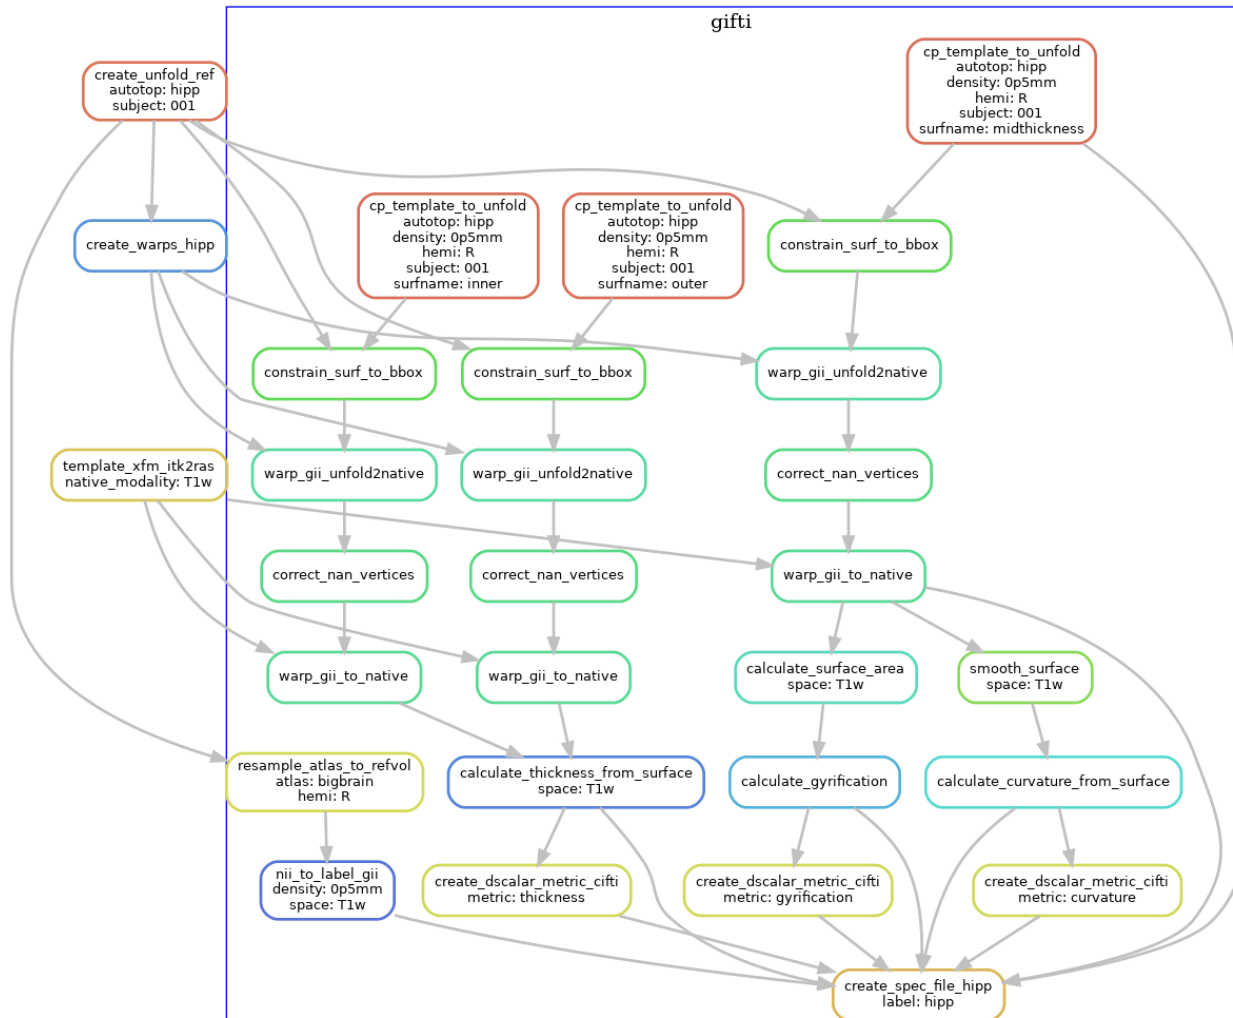 gifti
create_unfold_ref
autotop: hipp
subject: 001
cp_template_to_unfold
autotop: hipp
density: 0p5mm
hemi: R
subject: 001
surfname: midthickness
create_warps_hipp
cp_template_to_unfold
autotop: hipp
density: 0p5mm
hemi: R
subject: 001
surfname: inner
cp_template_to_unfold
autotop: hipp
density: 0p5mm
hemi: R
subject: 001
surfname: outer
constrain_surf_to_bbox
constrain_surf_to_bbox
constrain_surf_to_bbox
warp_gii_unfold2native
template_xfm_itk2ras
native_modality: T1w
warp_gii_unfold2native
warp_gii_unfold2native
correct_nan_vertices
correct_nan_vertices
correct_nan_vertices
warp_gii_to_native
warp_gii_to_native
warp_gii_to_native
calculate_surface_area
space: T1w
smooth_surface
space: T1w
resample_atlas_to_refvol
atlas: bigbrain
hemi: R
calculate_thickness_from_surface
space: T1w
calculate_gyrification
calculate_curvature_from_surface
nii_to_label_gii
density: 0p5mm
space: T1w
create_dscalar_metric_cifti
metric: thickness
create_dscalar_metric_cifti
metric: gyrification
create_dscalar_metric_cifti
metric: curvature
create_spec_file_hipp
label: hipp